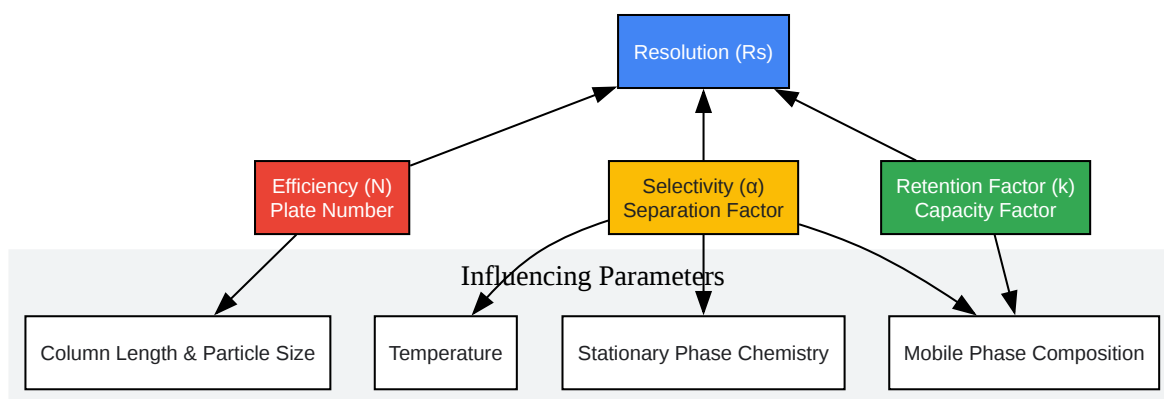 Resolution (Rs)
Efficiency (N)
Plate Number
Selectivity (α)
Separation Factor
Retention Factor (k)
Capacity Factor
Influencing Parameters
Column Length & Particle Size
Temperature
Stationary Phase Chemistry
Mobile Phase Composition